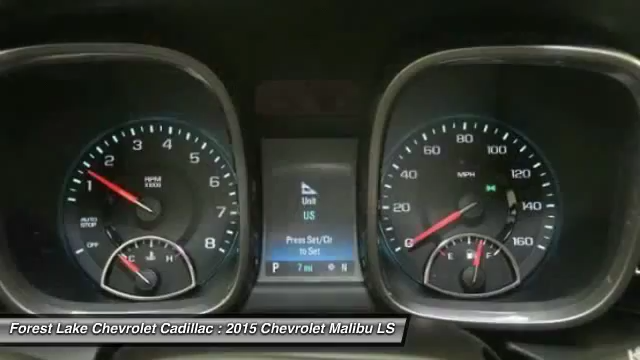 1 2 3 4 5 6 7 8
RPM
X1000
AUTO
STOP
OFF
C H
Unit
US
Press Set/Clr
to Set
P 7 mi N
0 20 40 60 80 100 120 140 160
MPH
E F
Forest Lake Chevrolet Cadillac : 2015 Chevrolet Malibu LS